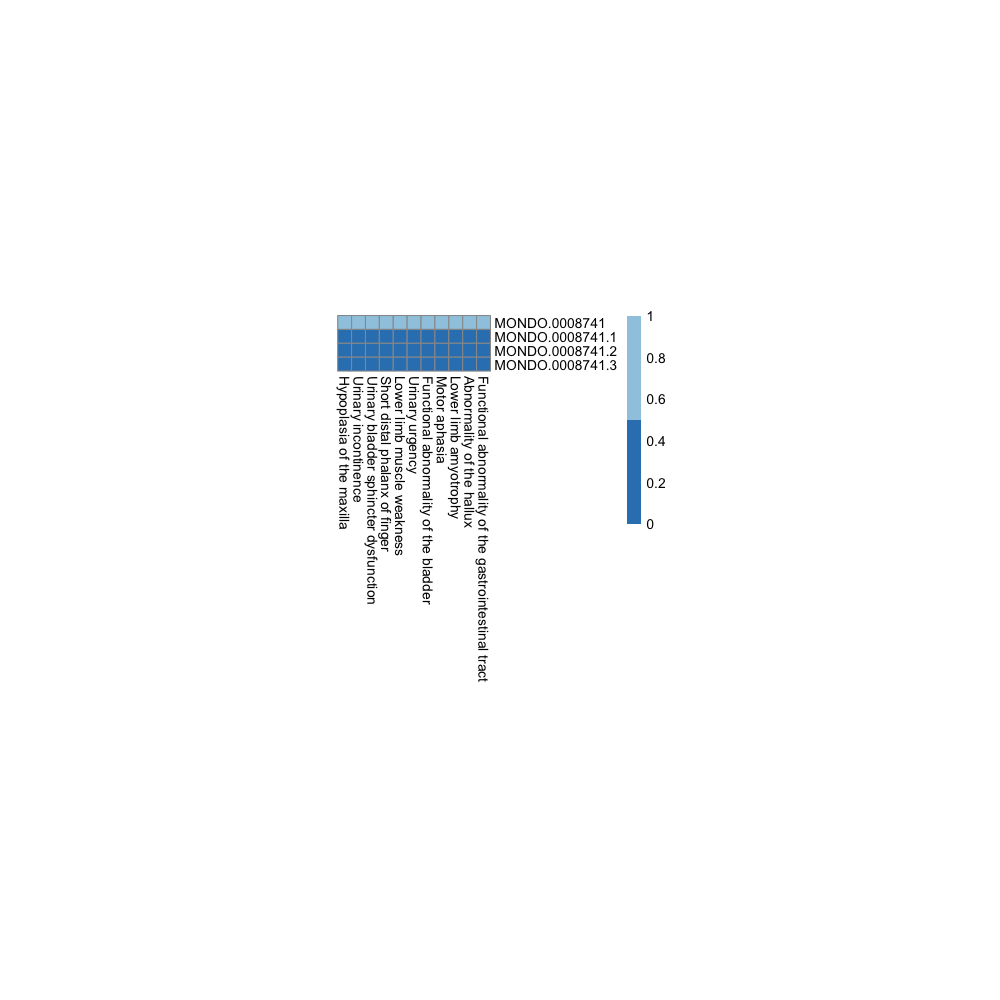 MONDO.0008741
MONDO.0008741.1
MONDO.0008741.2
MONDO.0008741.3
Hypoplasia of the maxilla
Urinary incontinence
Urinary bladder sphincter dysfunction
Short distal phalanx of finger
Lower limb muscle weakness
Urinary urgency
Functional abnormality of the bladder
Motor aphasia
Lower limb amyotrophy
Abnormality of the hallux
Functional abnormality of the gastrointestinal tract
1
0.8
0.6
0.4
0.2
0